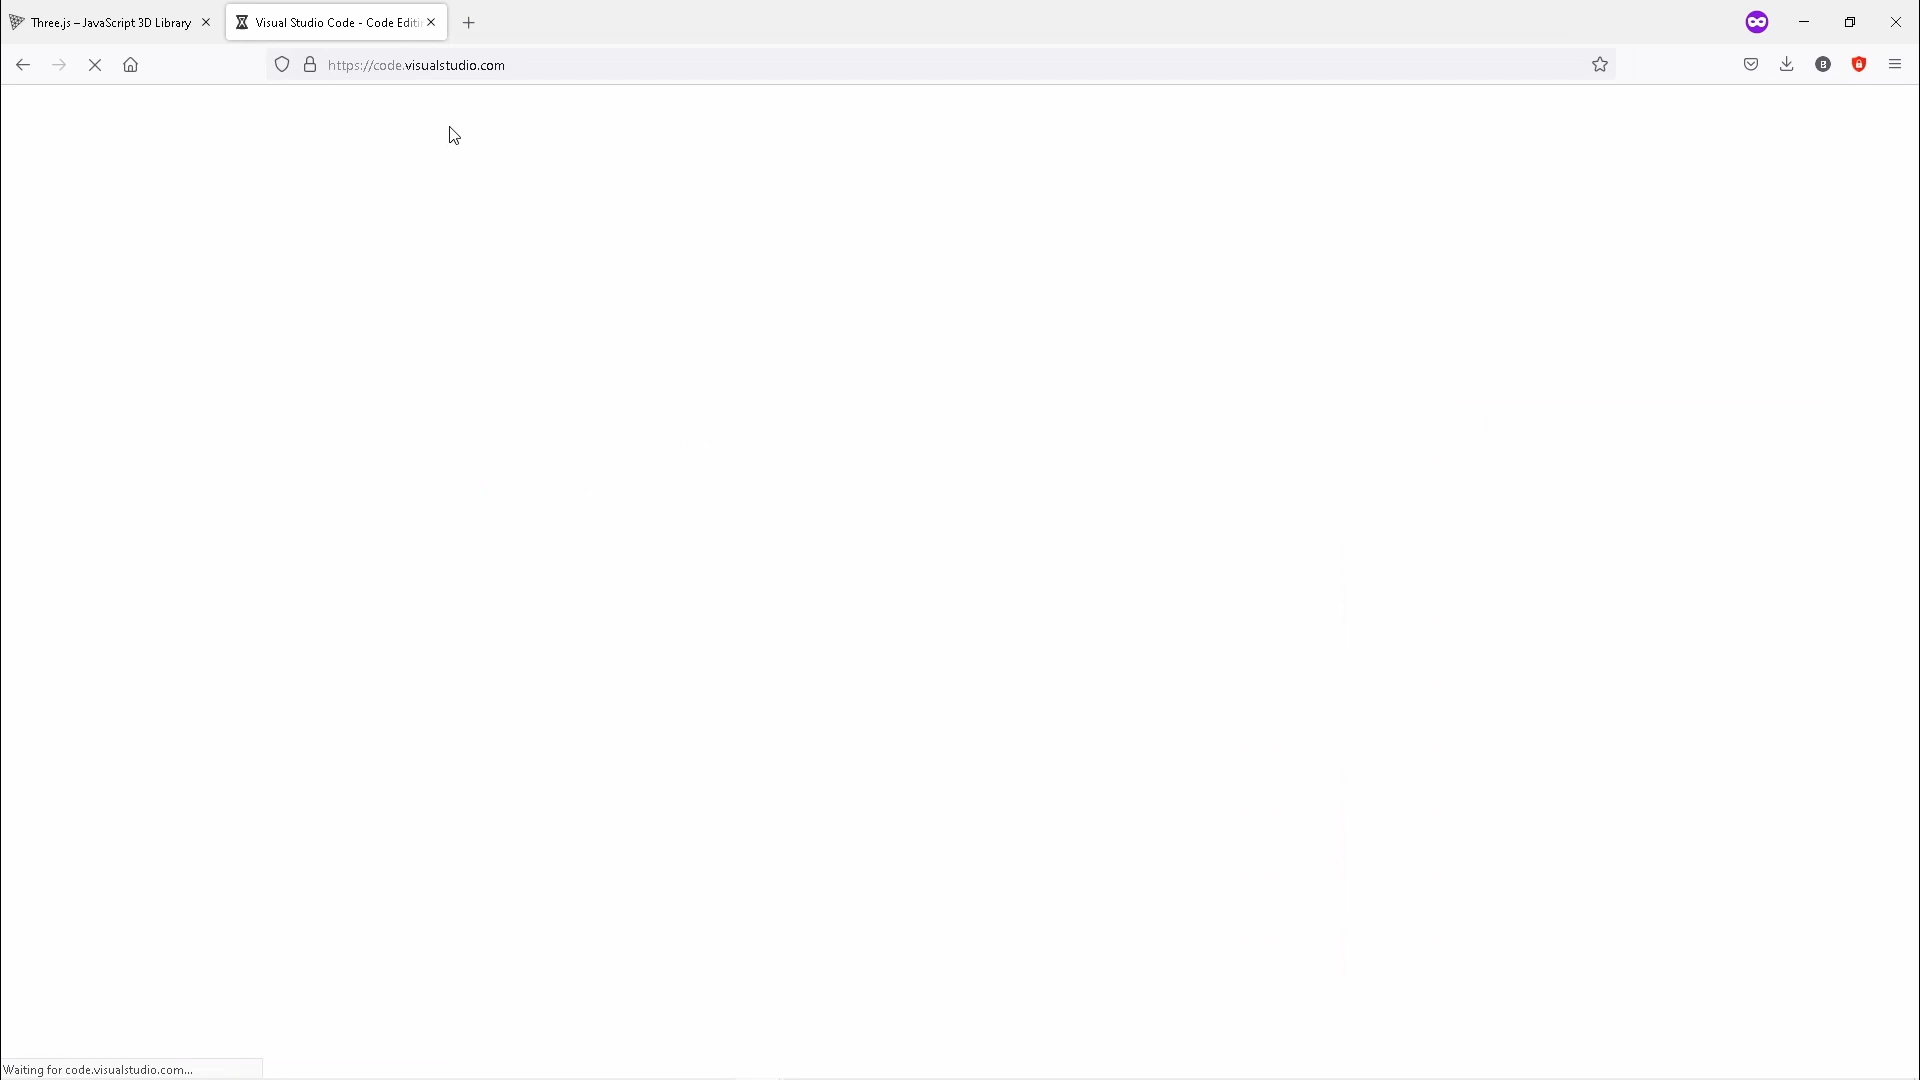 Three.js – JavaScript 3D Library
Visual Studio Code - Code Editi
https://code.visualstudio.com
Waiting for code.visualstudio.com...